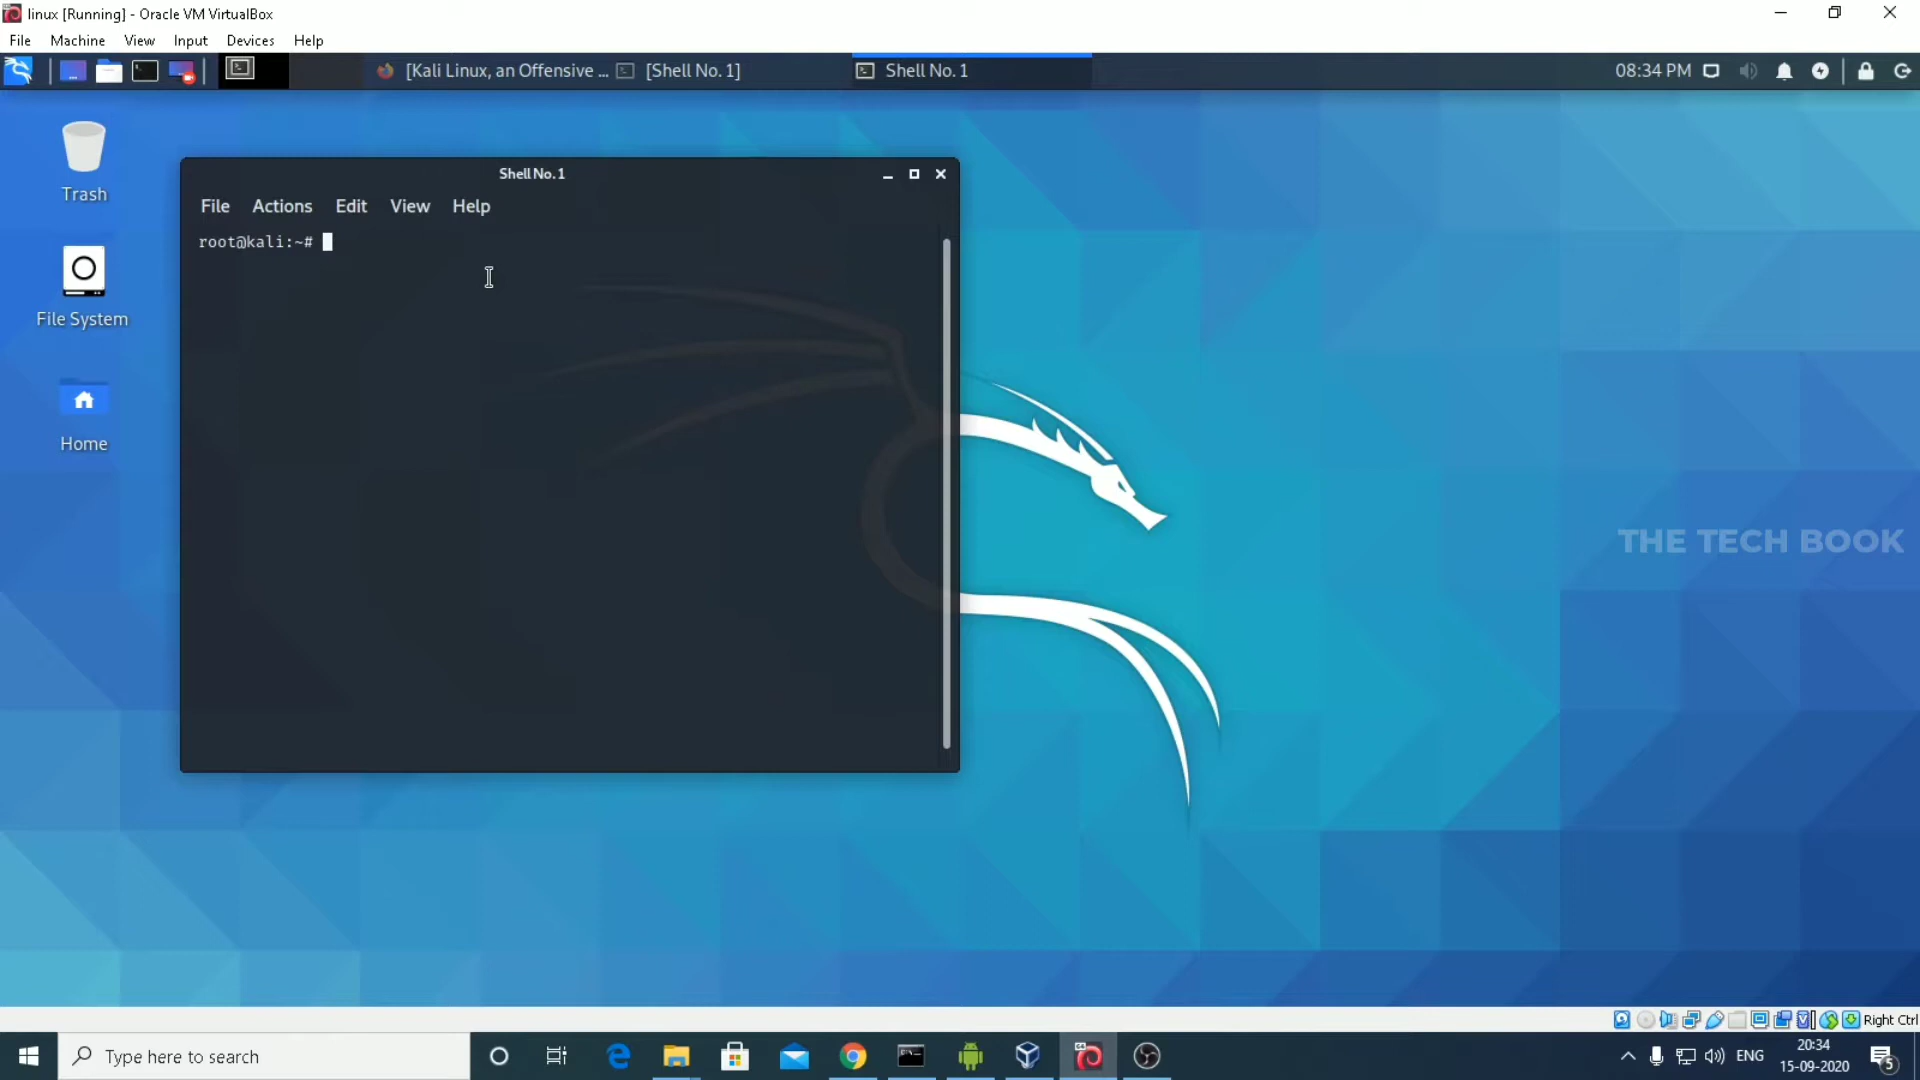 linux [Running] - Oracle VM VirtualBox
File Machine View Input Devices Help
[Kali Linux, an Offensive ... [Shell No. 1] Shell No. 1 08:34 PM
Trash
File System
Home
Shell No. 1
File Actions Edit View Help
root@kali:~#
THE TECH BOOK
Right Ctrl
Type here to search
ENG
20:34
15-09-2020
5